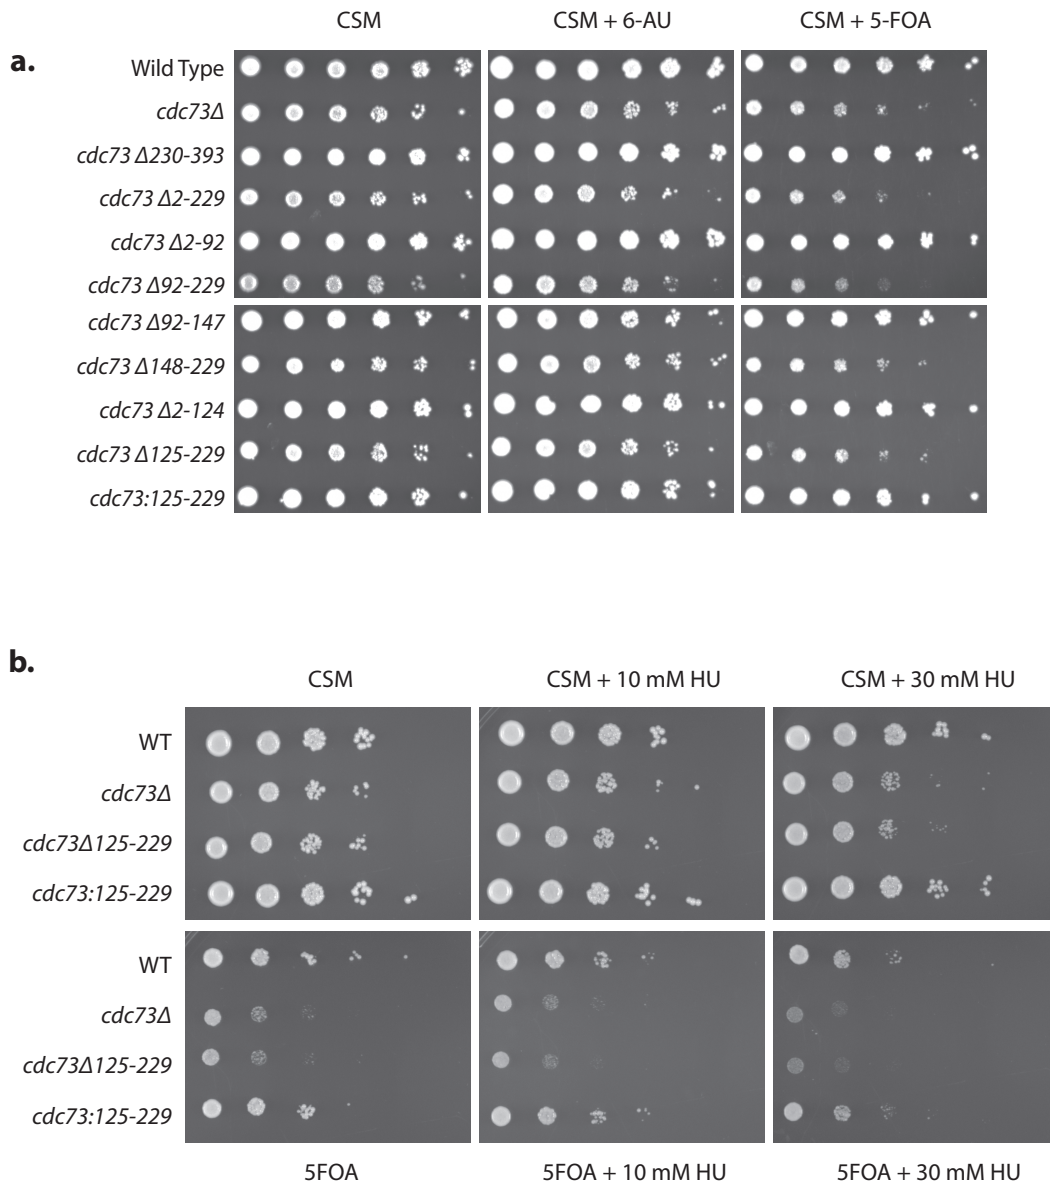 CSM CSM + 6-AU CSM + 5-FOA
a.
Wild Type
cdc73Δ
cdc73 Δ230-393
cdc73 Δ2-229
cdc73 Δ2-92
cdc73 Δ92-229
cdc73 Δ92-147
cdc73 Δ148-229
cdc73 Δ2-124
cdc73 Δ125-229
cdc73:125-229
b.
CSM CSM + 10 mM HU CSM + 30 mM HU
WT
cdc73Δ
cdc73Δ125-229
cdc73:125-229
WT
cdc73Δ
cdc73Δ125-229
cdc73:125-229
5FOA 5FOA + 10 mM HU 5FOA + 30 mM HU